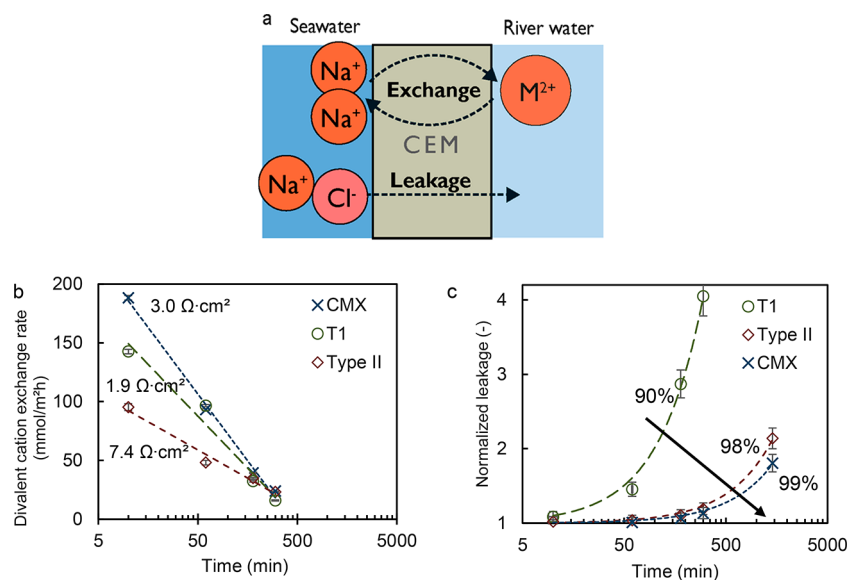 a
Seawater
River water
Na⁺
Na⁺
Exchange
M²⁺
CEM
Na⁺
Cl⁻
Leakage
b
Divalent cation exchange rate
(mmol/m²h)
200
150
100
50
0
5
50
500
5000
Time (min)
3.0 Ω·cm²
1.9 Ω·cm²
7.4 Ω·cm²
CMX
T1
Type II
c
Normalized leakage (-)
4
3
2
1
5
50
500
5000
Time (min)
T1
Type II
CMX
90%
98%
99%